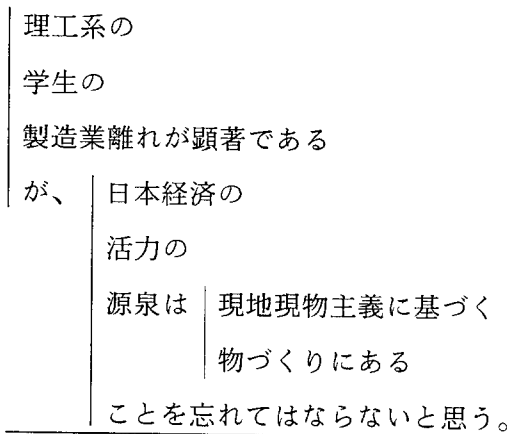 理工系の
学生の
製造業離れが顕著である
が、 日本経済の
活力の
源泉は 現地現物主義に基づく
物づくりにある
ことを忘れてはならないと思う。